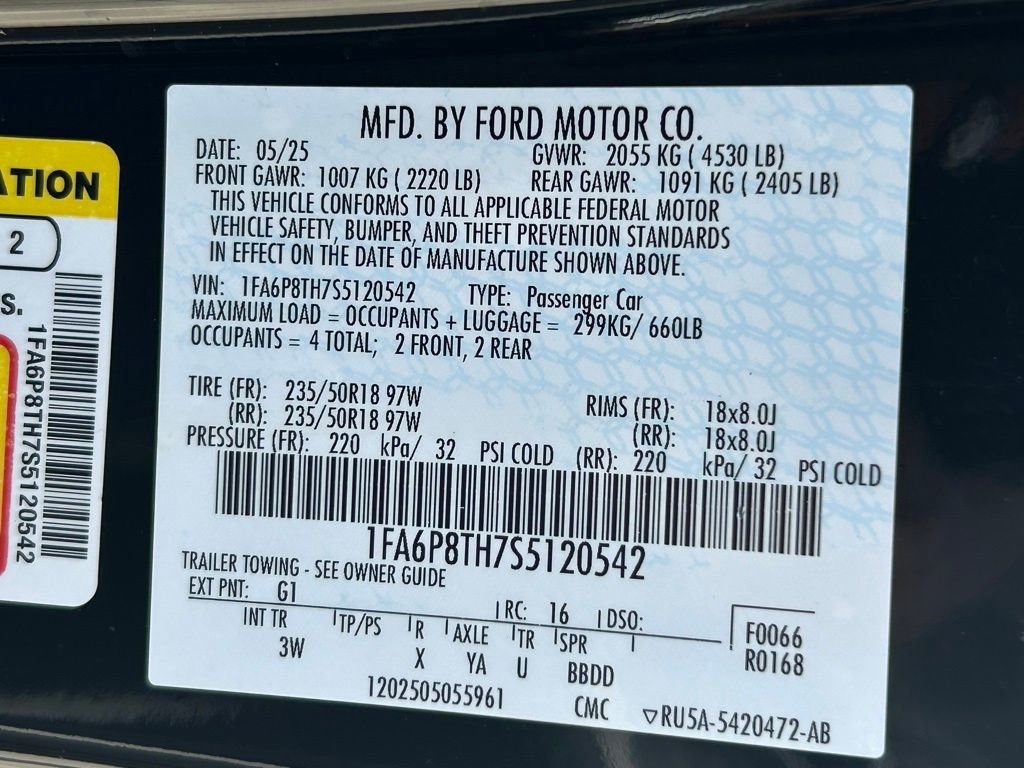 MFD. BY FORD MOTOR CO.
DATE: 05/25 GVWR: 2055 KG ( 4530 LB)
FRONT GAWR: 1007 KG ( 2220 LB) REAR GAWR: 1091 KG ( 2405 LB)
THIS VEHICLE CONFORMS TO ALL APPLICABLE FEDERAL MOTOR
VEHICLE SAFETY, BUMPER, AND THEFT PREVENTION STANDARDS
IN EFFECT ON THE DATE OF MANUFACTURE SHOWN ABOVE.
VIN: 1FA6P8TH7S5120542 TYPE: Passenger Car
MAXIMUM LOAD = OCCUPANTS + LUGGAGE = 299KG/ 660LB
OCCUPANTS = 4 TOTAL; 2 FRONT, 2 REAR
TIRE (FR): 235/50R18 97W RIMS (FR): 18x8.0J
(RR): 235/50R18 97W (RR): 18x8.0J
PRESSURE (FR): 220 kPa/ 32 PSI COLD (RR): 220 kPa/ 32 PSI COLD
1FA6P8TH7S5120542
TRAILER TOWING - SEE OWNER GUIDE
EXT PNT: G1 RC: 16 DSO:
INT TR TP/PS R AXLE TR SPR F0066
3W X YA U BBDD R0168
1202505055961 CMC ▽RU5A-5420472-AB
ATION
2
S.
1FA6P8TH7S5120542